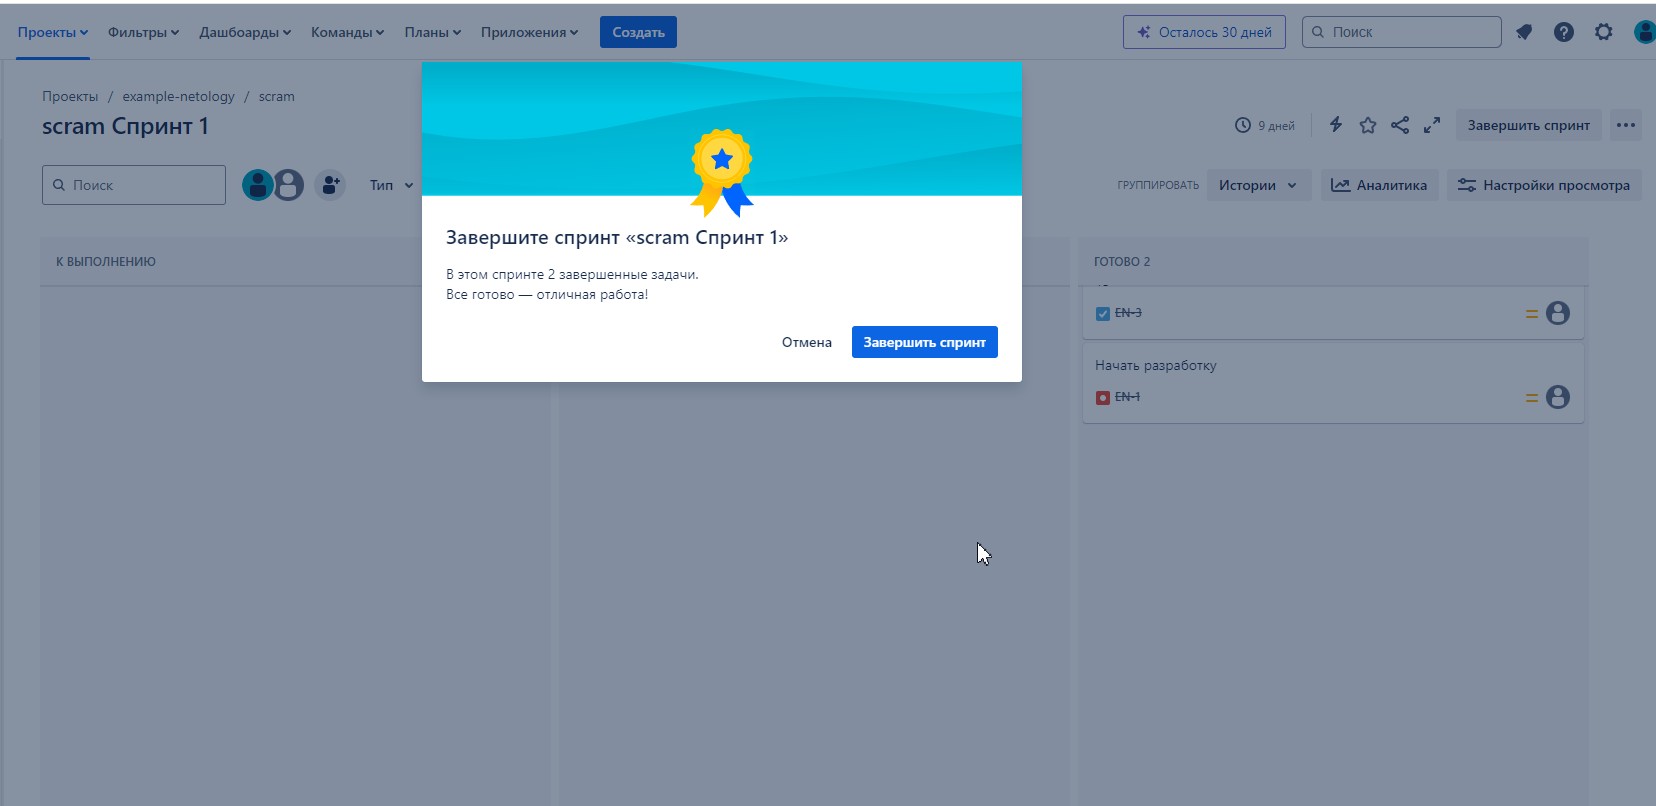 Проекты Фильтры Дашбоарды Команды Планы Приложения Создать Осталось 30 дней Поиск
Проекты / example-netology / scram
scram Спринт 1
9 дней Завершить спринт
Поиск Тип ГРУППИРОВАТЬ Истории Аналитика Настройки просмотра
Завершите спринт «scram Спринт 1»
В этом спринте 2 завершенные задачи.
Все готово — отличная работа!
Отмена Завершить спринт
К ВЫПОЛНЕНИЮ
ГОТОВО 2
EN-3
Начать разработку
EN-1